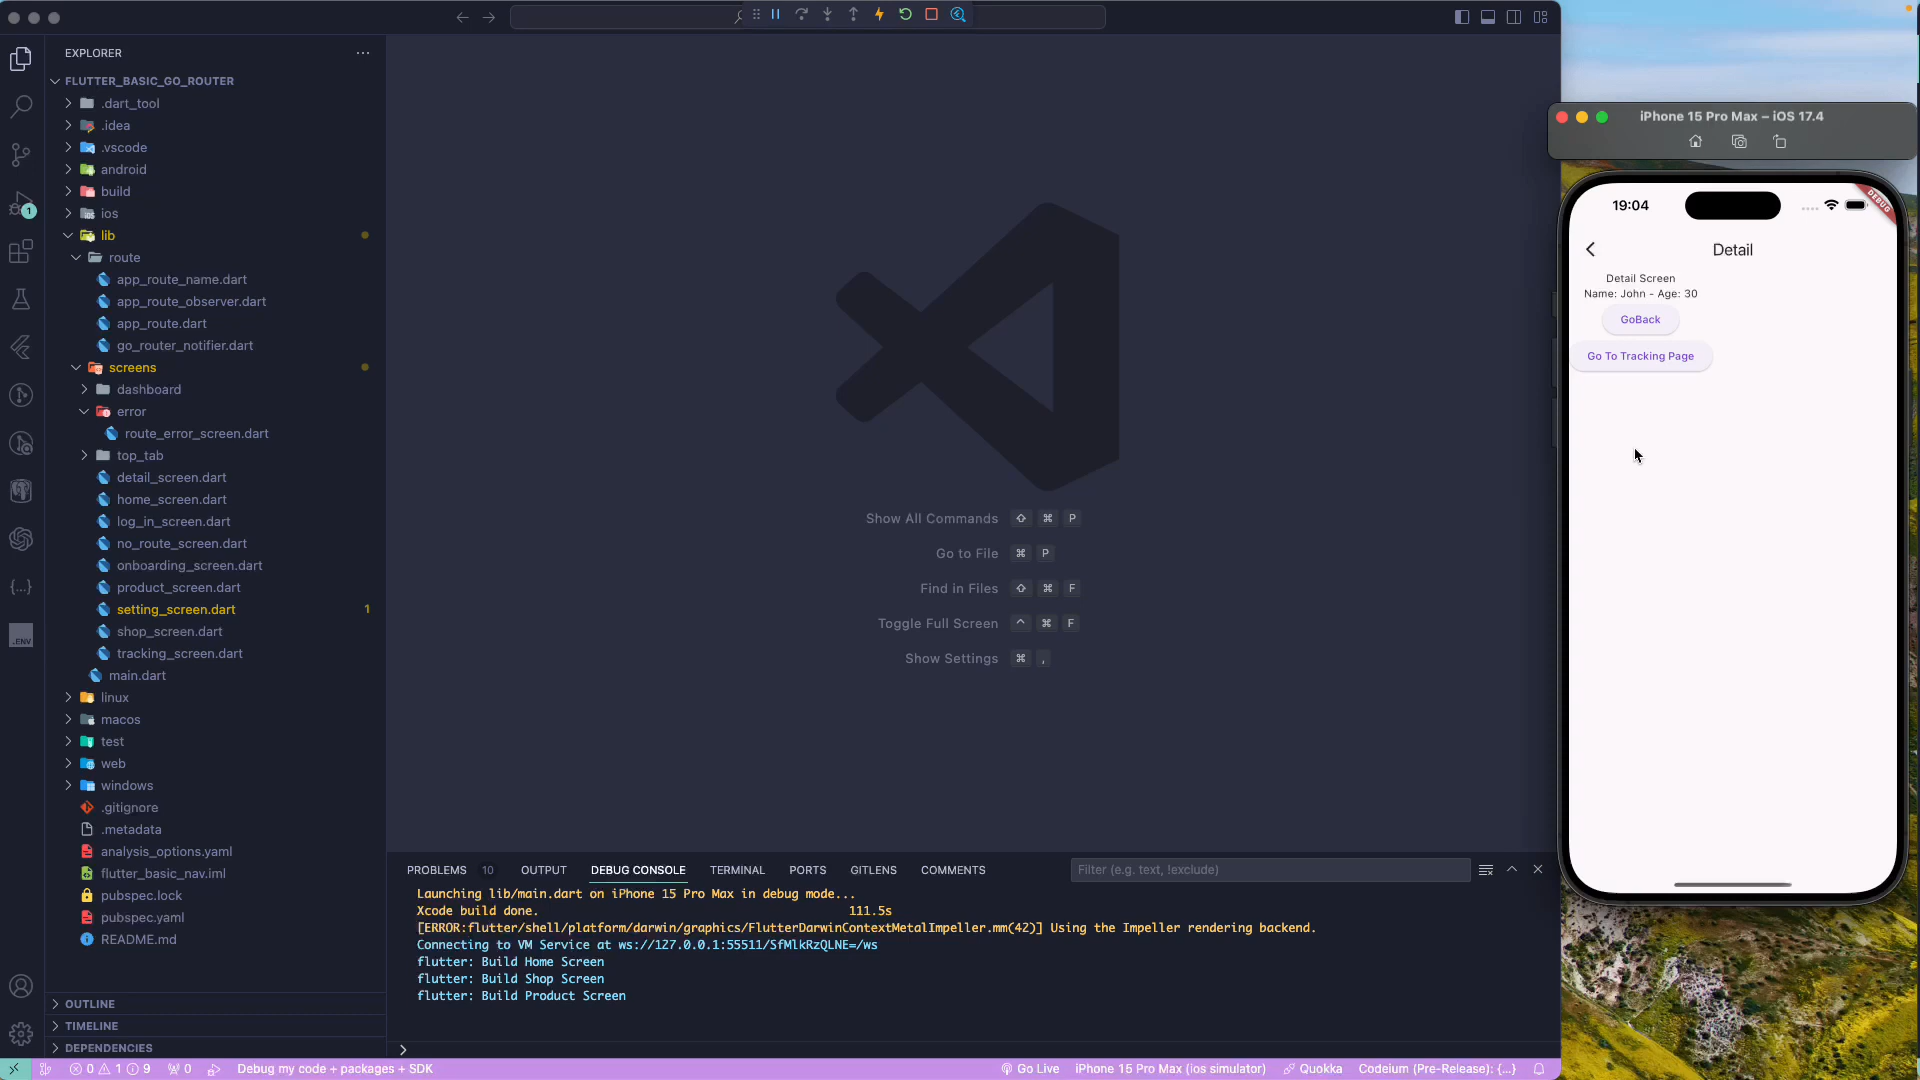 EXPLORER
FLUTTER_BASIC_GO_ROUTER
.dart_tool
.idea
.vscode
android
build
ios
lib
route
app_route_name.dart
app_route_observer.dart
app_route.dart
go_router_notifier.dart
screens
dashboard
error
route_error_screen.dart
top_tab
detail_screen.dart
home_screen.dart
log_in_screen.dart
no_route_screen.dart
onboarding_screen.dart
product_screen.dart
setting_screen.dart 1
shop_screen.dart
tracking_screen.dart
main.dart
linux
macos
test
web
windows
.gitignore
.metadata
analysis_options.yaml
flutter_basic_nav.iml
pubspec.lock
pubspec.yaml
README.md
OUTLINE
TIMELINE
DEPENDENCIES
1
.ENV
Show All Commands ⇧ ⌘ P
Go to File ⌘ P
Find in Files ⇧ ⌘ F
Toggle Full Screen ^ ⌘ F
Show Settings ⌘ ,
PROBLEMS 10 OUTPUT DEBUG CONSOLE TERMINAL PORTS GITLENS COMMENTS
Filter (e.g. text, !exclude)
Launching lib/main.dart on iPhone 15 Pro Max in debug mode...
Xcode build done. 111.5s
[ERROR:flutter/shell/platform/darwin/graphics/FlutterDarwinContextMetalImpeller.mm(42)] Using the Impeller rendering backend.
Connecting to VM Service at ws://127.0.0.1:55511/SfMlkRzQLNE=/ws
flutter: Build Home Screen
flutter: Build Shop Screen
flutter: Build Product Screen
0 1 9 0 Debug my code + packages + SDK
Go Live iPhone 15 Pro Max (ios simulator) Quokka Codeium (Pre-Release): {...}
iPhone 15 Pro Max – iOS 17.4
19:04
DEBUG
Detail
Detail Screen
Name: John - Age: 30
GoBack
Go To Tracking Page